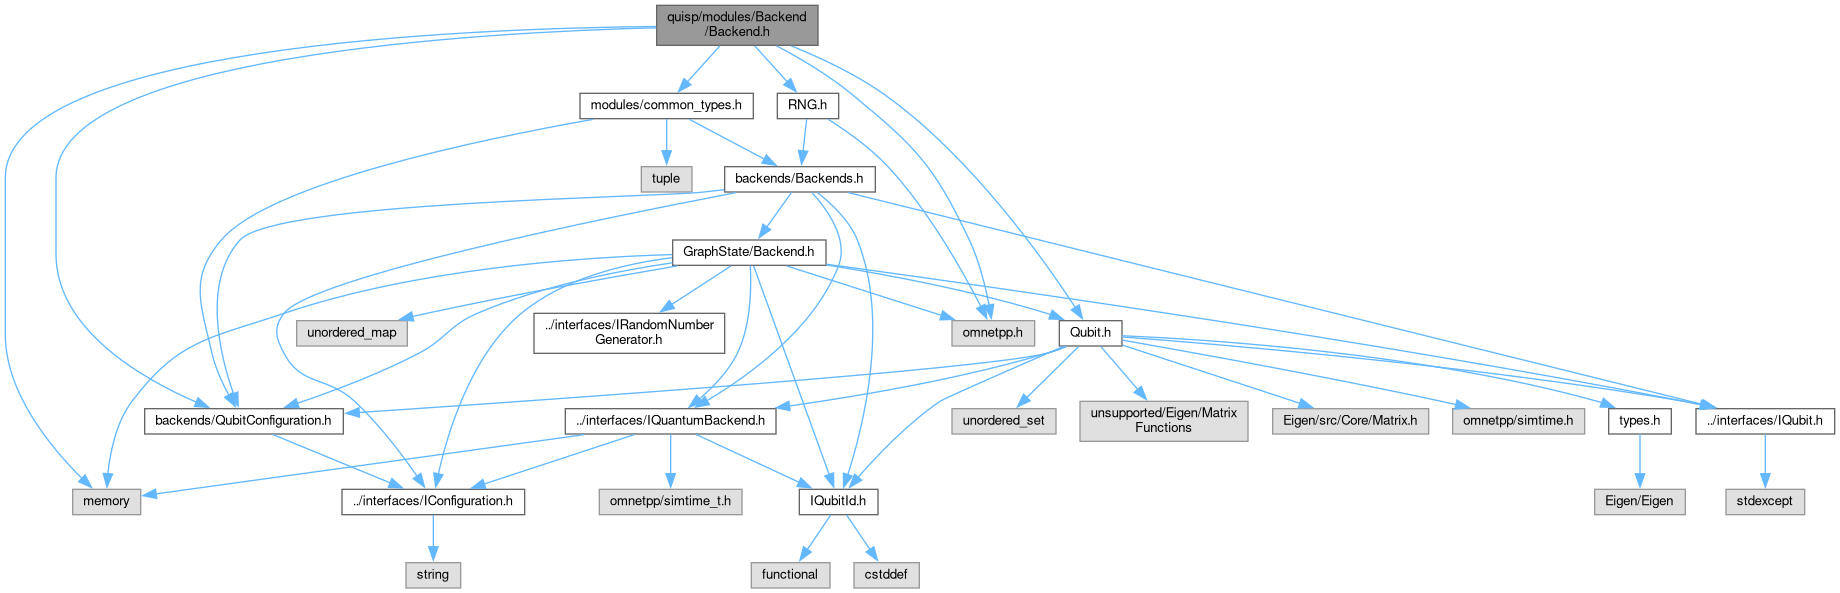 quisp/modules/Backend
/Backend.h
modules/common_types.h
RNG.h
tuple
backends/Backends.h
GraphState/Backend.h
unordered_map
../interfaces/IRandomNumber
Generator.h
omnetpp.h
Qubit.h
backends/QubitConfiguration.h
../interfaces/IQuantumBackend.h
unordered_set
unsupported/Eigen/Matrix
Functions
Eigen/src/Core/Matrix.h
omnetpp/simtime.h
types.h
../interfaces/IQubit.h
memory
../interfaces/IConfiguration.h
omnetpp/simtime_t.h
IQubitId.h
Eigen/Eigen
stdexcept
string
functional
cstddef